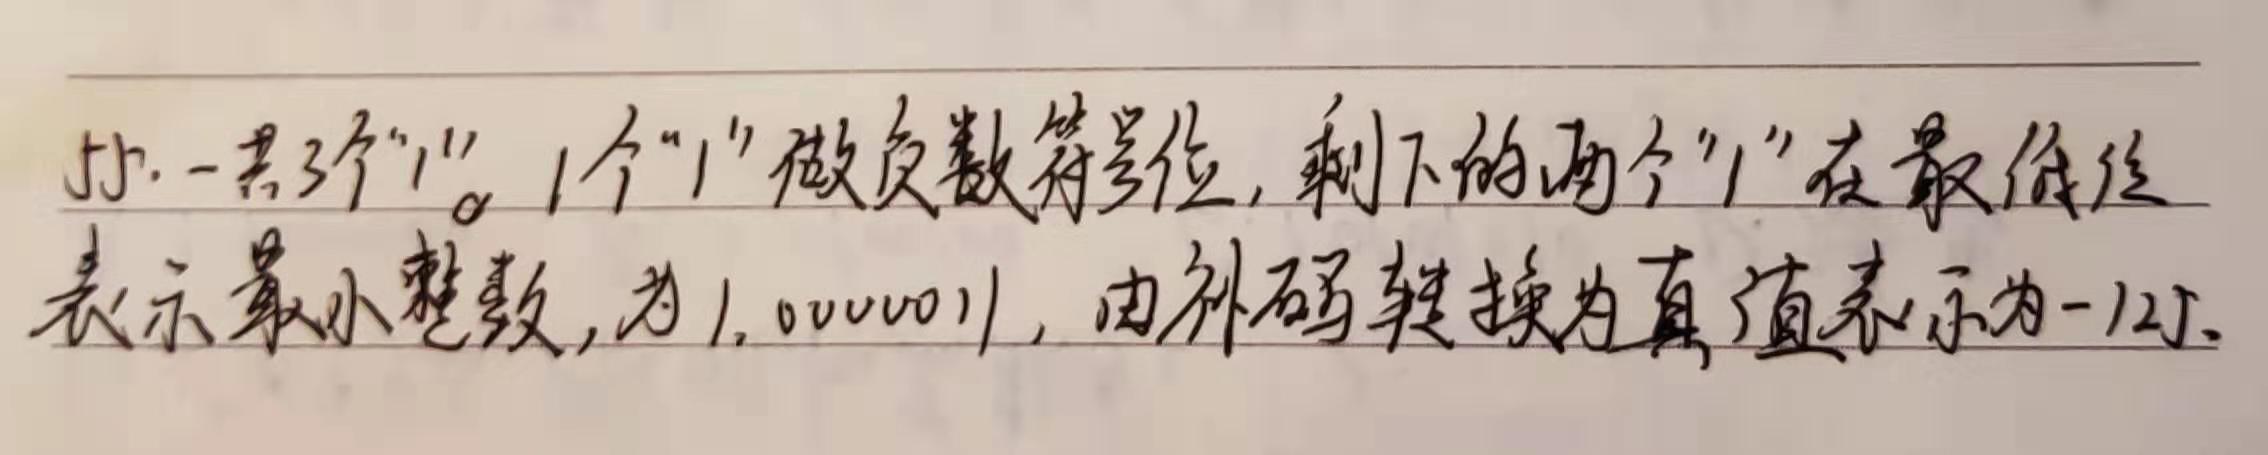 55.一共3个"1"。1个"1"做负数符号位,剩下的两个"1"在最低位
表示最小整数,为1.0000011,由补码转换为真值表示为-125.